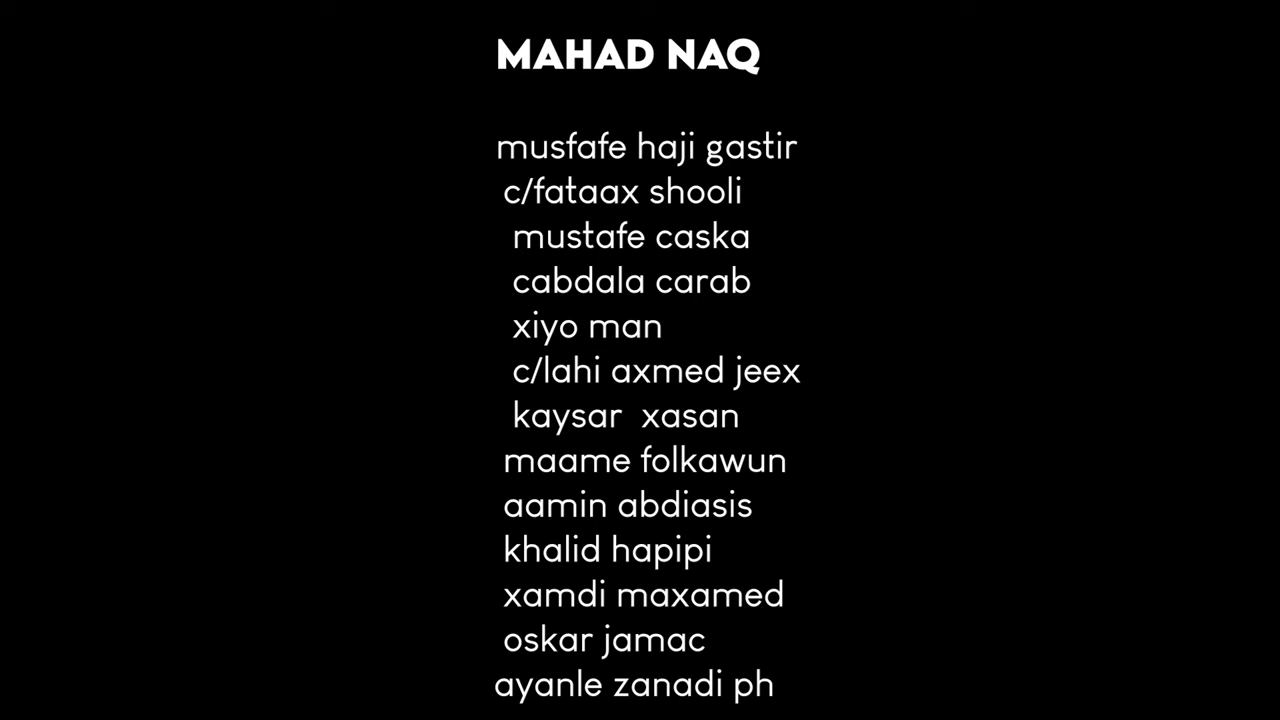 MAHAD NAQ
musfafe haji gastir
c/fataax shooli
mustafe caska
cabdala carab
xiyo man
c/lahi axmed jeex
kaysar xasan
maame folkawun
aamin abdiasis
khalid hapipi
xamdi maxamed
oskar jamac
ayanle zanadi ph